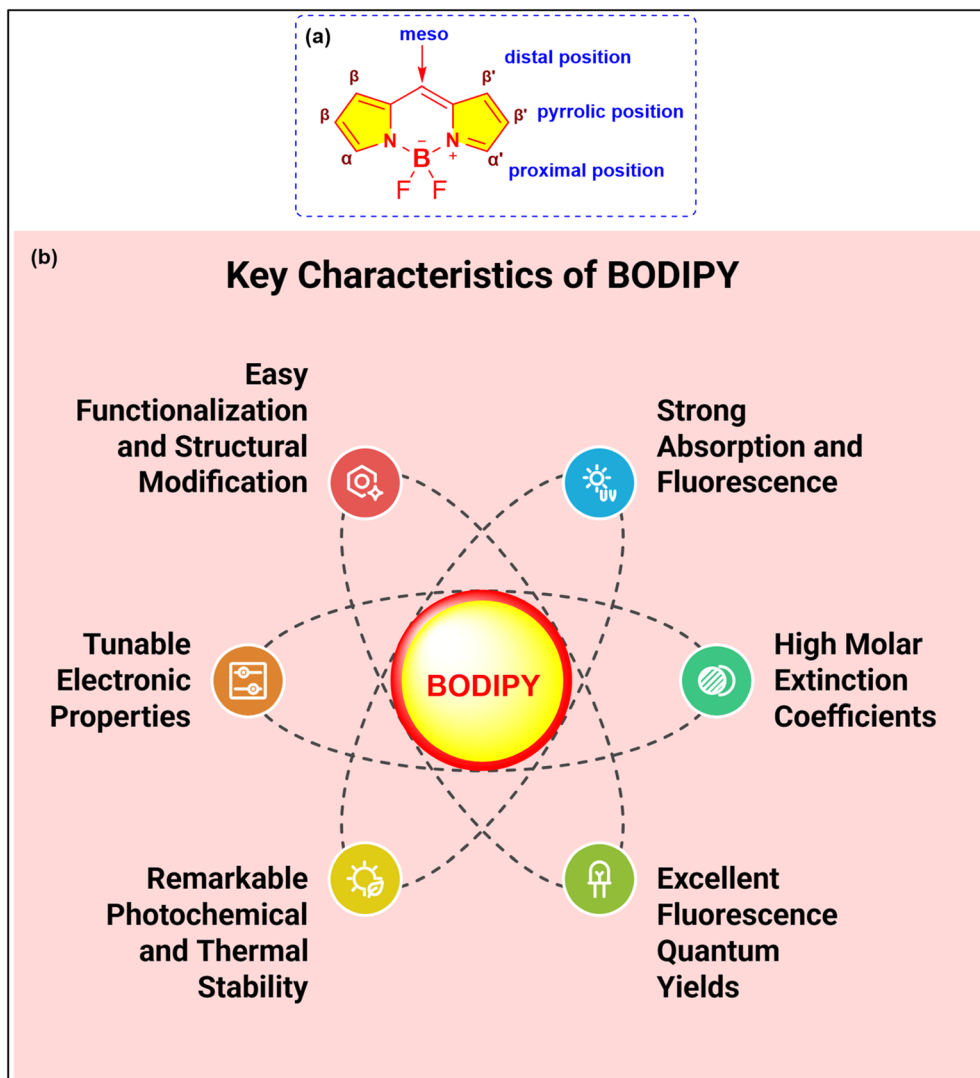 (a)
meso
distal position
β
β'
β
β'
pyrrolic position
N
N
−
+
B
α
α'
proximal position
F
F
(b)
Key Characteristics of BODIPY
Easy
Functionalization
and Structural
Modification
Strong
Absorption and
Fluorescence
UV
Tunable
Electronic
Properties
BODIPY
High Molar
Extinction
Coefficients
Remarkable
Photochemical
and Thermal
Stability
Excellent
Fluorescence
Quantum
Yields